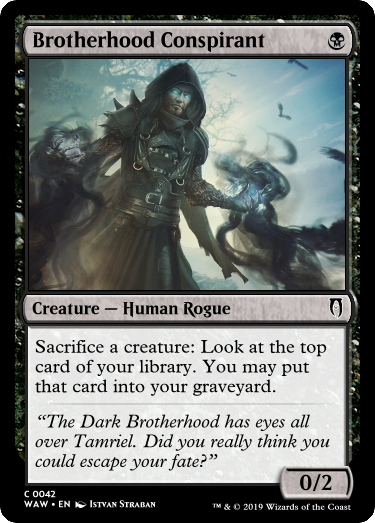 Brotherhood Conspirant
Creature — Human Rogue
Sacrifice a creature: Look at the top
card of your library. You may put
that card into your graveyard.
“The Dark Brotherhood has eyes all
over Tamriel. Did you really think you
could escape your fate?”
0/2
C 0042
WAW • EN Istvan Straban
™ & © 2019 Wizards of the Coast